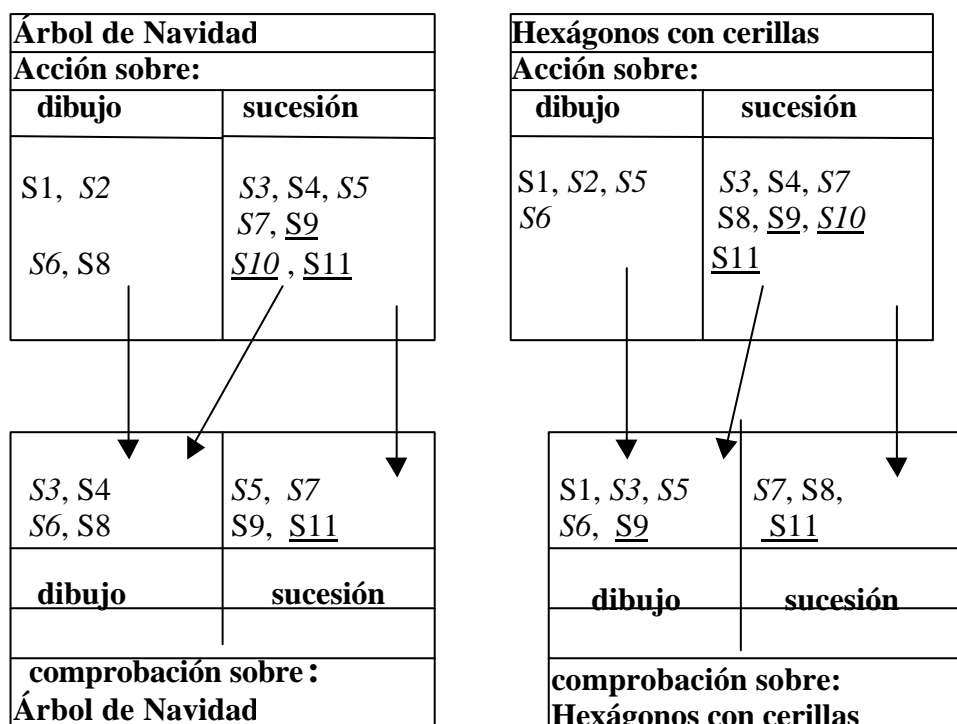 Árbol de Navidad
Acción sobre:
dibujo sucesión
S1, S2 S3, S4, S5
S7, S9
S6, S8 S10 , S11
S3, S4 S5, S7
S6, S8 S9, S11
dibujo sucesión
comprobación sobre:
Árbol de Navidad
Hexágonos con cerillas
Acción sobre:
dibujo sucesión
S1, S2, S5 S3, S4, S7
S6 S8, S9, S10
S11
S1, S3, S5 S7, S8,
S6, S9 S11
dibujo sucesión
comprobación sobre:
Hexágonos con cerillas